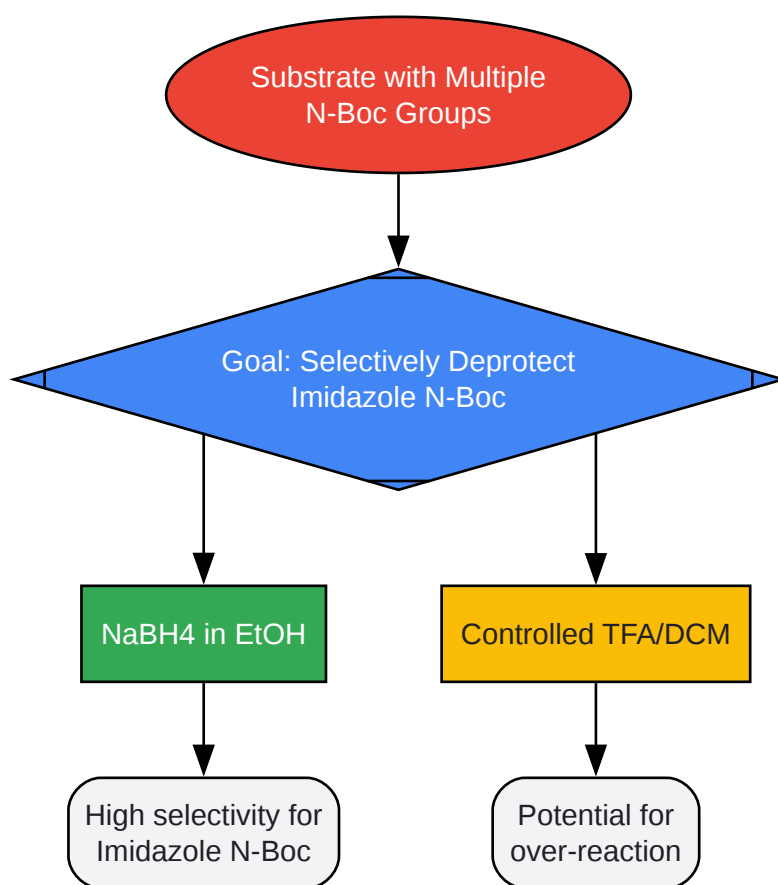 Substrate with Multiple
N-Boc Groups
Goal: Selectively Deprotect
Imidazole N-Boc
NaBH4 in EtOH
Controlled TFA/DCM
High selectivity for
Imidazole N-Boc
Potential for
over-reaction